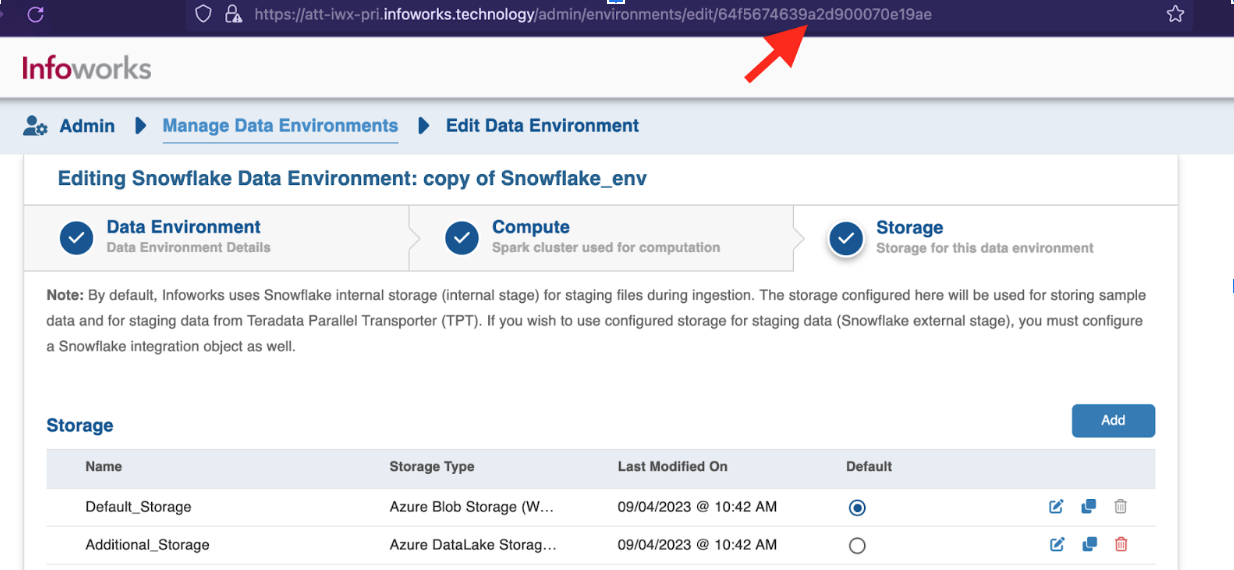 https://att-iwx-pri.infoworks.technology/admin/environments/edit/64f5674639a2d900070e19ae
Infoworks
Admin Manage Data Environments Edit Data Environment
Editing Snowflake Data Environment: copy of Snowflake_env
Data Environment Compute Storage
Data Environment Details Spark cluster used for computation Storage for this data environment
Note: By default, Infoworks uses Snowflake internal storage (internal stage) for staging files during ingestion. The storage configured here will be used for storing sample
data and for staging data from Teradata Parallel Transporter (TPT). If you wish to use configured storage for staging data (Snowflake external stage), you must configure
a Snowflake integration object as well.
Storage Add
Name Storage Type Last Modified On Default
Default_Storage Azure Blob Storage (W... 09/04/2023 @ 10:42 AM
Additional_Storage Azure DataLake Storag... 09/04/2023 @ 10:42 AM